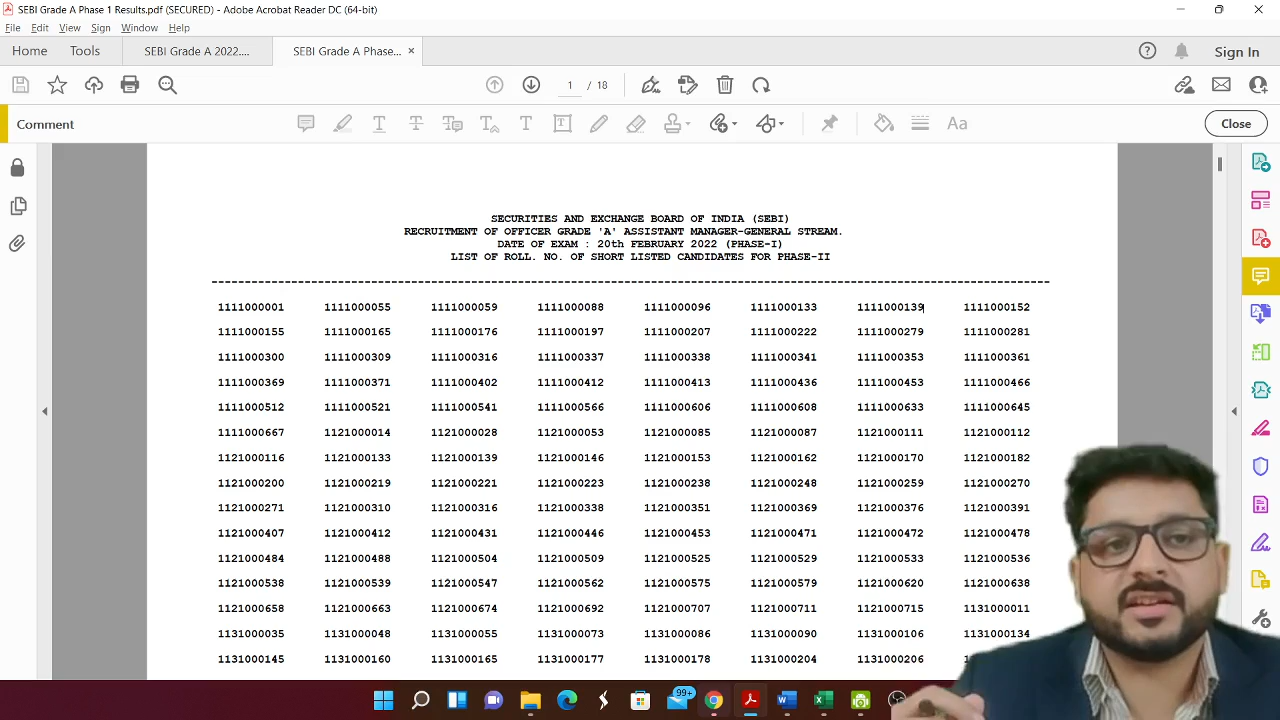 SEBI Grade A Phase 1 Results.pdf (SECURED) - Adobe Acrobat Reader DC (64-bit)
File Edit View Sign Window Help
Home Tools SEBI Grade A 2022.... SEBI Grade A Phase... × Sign In
1 / 18
Comment Aa Close
SECURITIES AND EXCHANGE BOARD OF INDIA (SEBI)
RECRUITMENT OF OFFICER GRADE 'A' ASSISTANT MANAGER-GENERAL STREAM.
DATE OF EXAM : 20th FEBRUARY 2022 (PHASE-I)
LIST OF ROLL. NO. OF SHORT LISTED CANDIDATES FOR PHASE-II
1111000001 1111000055 1111000059 1111000088 1111000096 1111000133 1111000139 1111000152
1111000155 1111000165 1111000176 1111000197 1111000207 1111000222 1111000279 1111000281
1111000300 1111000309 1111000316 1111000337 1111000338 1111000341 1111000353 1111000361
1111000369 1111000371 1111000402 1111000412 1111000413 1111000436 1111000453 1111000466
1111000512 1111000521 1111000541 1111000566 1111000606 1111000608 1111000633 1111000645
1111000667 1121000014 1121000028 1121000053 1121000085 1121000087 1121000111 1121000112
1121000116 1121000133 1121000139 1121000146 1121000153 1121000162 1121000170 1121000182
1121000200 1121000219 1121000221 1121000223 1121000238 1121000248 1121000259 1121000270
1121000271 1121000310 1121000316 1121000338 1121000351 1121000369 1121000376 1121000391
1121000407 1121000412 1121000431 1121000446 1121000453 1121000471 1121000472 1121000478
1121000484 1121000488 1121000504 1121000509 1121000525 1121000529 1121000533 1121000536
1121000538 1121000539 1121000547 1121000562 1121000575 1121000579 1121000620 1121000638
1121000658 1121000663 1121000674 1121000692 1121000707 1121000711 1121000715 1131000011
1131000035 1131000048 1131000055 1131000073 1131000086 1131000090 1131000106 1131000134
1131000145 1131000160 1131000165 1131000177 1131000178 1131000204 1131000206
99+